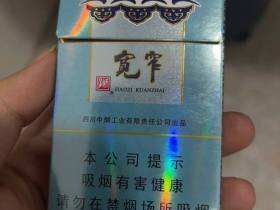 宽窄
JIAOZI KUANZHAI
四川中烟工业有限责任公司出品
本公司提示
吸烟有害健康
请勿在禁烟场所吸烟